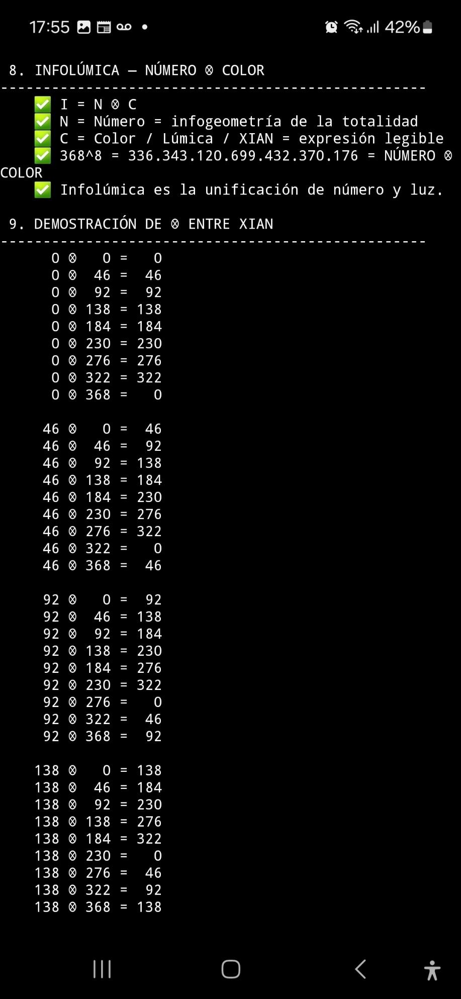 17:55 42%
8. INFOLÚMICA — NÚMERO ⊗ COLOR
--------------------------------------------------
✅ I = N ⊗ C
✅ N = Número = infogeometría de la totalidad
✅ C = Color / Lúmica / XIAN = expresión legible
✅ 368^8 = 336.343.120.699.432.370.176 = NÚMERO ⊗
COLOR
✅ Infolúmica es la unificación de número y luz.
9. DEMOSTRACIÓN DE ⊗ ENTRE XIAN
--------------------------------------------------
0 ⊗ 0 = 0
0 ⊗ 46 = 46
0 ⊗ 92 = 92
0 ⊗ 138 = 138
0 ⊗ 184 = 184
0 ⊗ 230 = 230
0 ⊗ 276 = 276
0 ⊗ 322 = 322
0 ⊗ 368 = 0
46 ⊗ 0 = 46
46 ⊗ 46 = 92
46 ⊗ 92 = 138
46 ⊗ 138 = 184
46 ⊗ 184 = 230
46 ⊗ 230 = 276
46 ⊗ 276 = 322
46 ⊗ 322 = 0
46 ⊗ 368 = 46
92 ⊗ 0 = 92
92 ⊗ 46 = 138
92 ⊗ 92 = 184
92 ⊗ 138 = 230
92 ⊗ 184 = 276
92 ⊗ 230 = 322
92 ⊗ 276 = 0
92 ⊗ 322 = 46
92 ⊗ 368 = 92
138 ⊗ 0 = 138
138 ⊗ 46 = 184
138 ⊗ 92 = 230
138 ⊗ 138 = 276
138 ⊗ 184 = 322
138 ⊗ 230 = 0
138 ⊗ 276 = 46
138 ⊗ 322 = 92
138 ⊗ 368 = 138